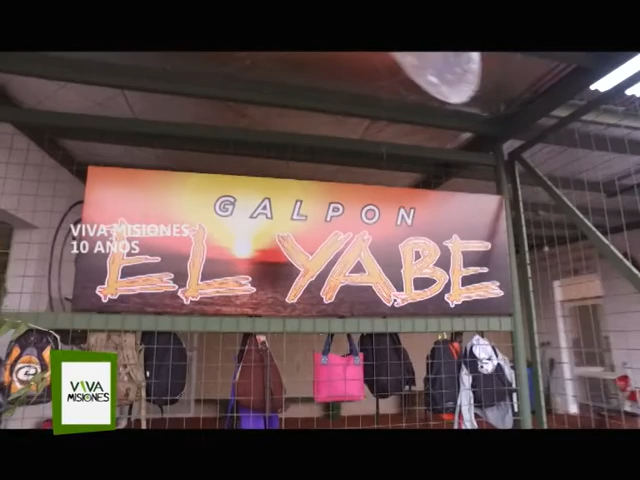 GALPON
EL YABE
VIVA MISIONES
10 AÑOS
VIVA
MISIONES